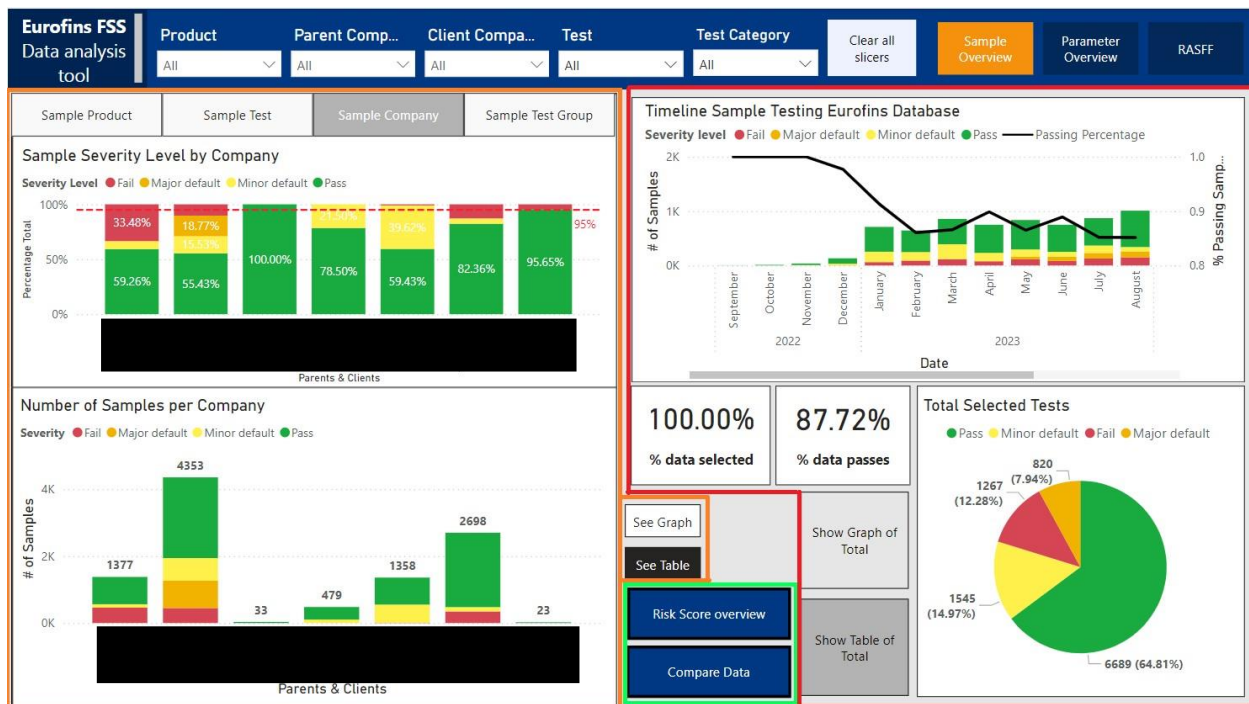 Eurofins FSS
Data analysis
tool
Product
All
Parent Comp...
All
Client Compa...
All
Test
All
Test Category
All
Clear all
slicers
Sample
Overview
Parameter
Overview
RASFF
Sample Product
Sample Test
Sample Company
Sample Test Group
Sample Severity Level by Company
Severity Level Fail Major default Minor default Pass
Percentage Total
100%
50%
0%
33.48%
59.26%
18.77%
15.53%
55.43%
100.00%
21.50%
78.50%
39.62%
59.43%
82.36%
95.65%
95%
Parents & Clients
Number of Samples per Company
Severity Fail Major default Minor default Pass
# of Samples
4K
2K
0K
1377
4353
33
479
1358
2698
23
Parents & Clients
Timeline Sample Testing Eurofins Database
Severity level Fail Major default Minor default Pass Passing Percentage
# of Samples
2K
1K
0K
1.0
0.9
0.8
% Passing Samp...
September
October
November
December
January
February
March
April
May
June
July
August
2022
2023
Date
100.00%
% data selected
87.72%
% data passes
See Graph
See Table
Risk Score overview
Compare Data
Show Graph of
Total
Show Table of
Total
Total Selected Tests
Pass Minor default Fail Major default
820
(7.94%)
1267
(12.28%)
1545
(14.97%)
6689 (64.81%)